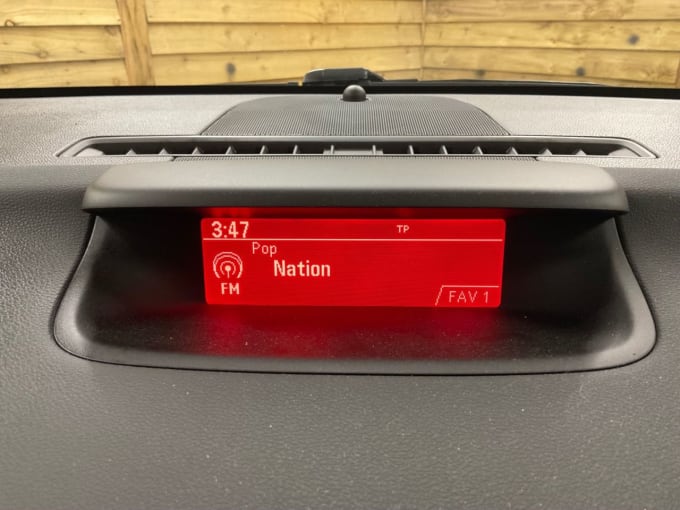 3:47 TP
Pop
Nation
FM
FAV 1